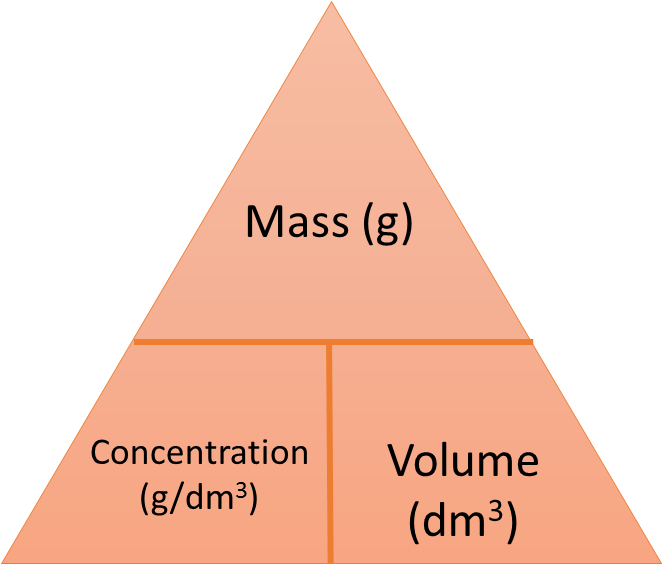 Mass (g)
Concentration
(g/dm³)
Volume
(dm³)